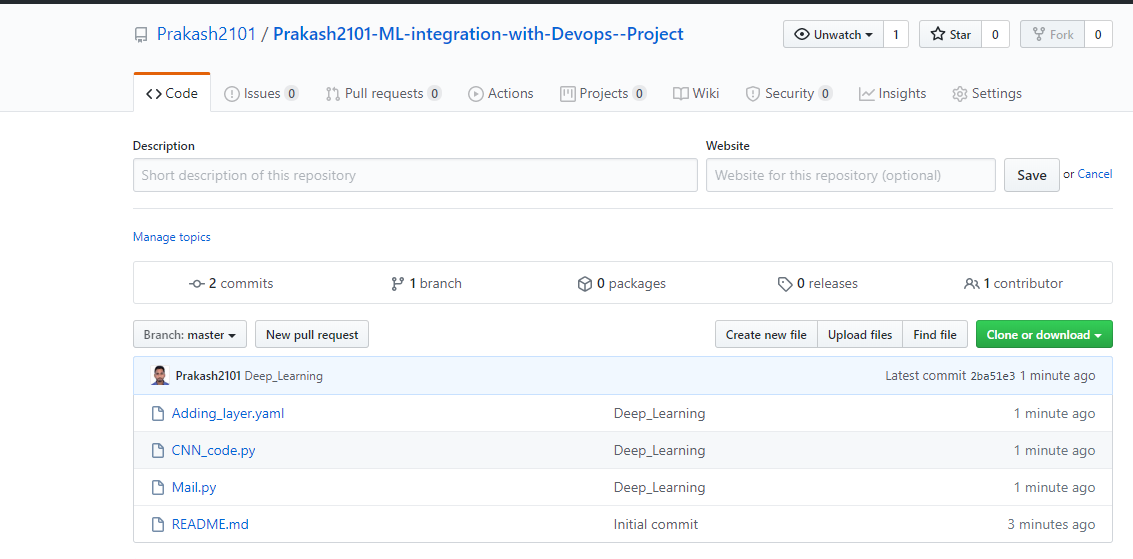 Prakash2101 / Prakash2101-ML-integration-with-Devops--Project Unwatch 1 Star 0 Fork 0
Code Issues 0 Pull requests 0 Actions Projects 0 Wiki Security 0 Insights Settings
Description Website
Short description of this repository Website for this repository (optional) Save or Cancel
Manage topics
2 commits 1 branch 0 packages 0 releases 1 contributor
Branch: master New pull request Create new file Upload files Find file Clone or download
Prakash2101 Deep_Learning Latest commit 2ba51e3 1 minute ago
Adding_layer.yaml Deep_Learning 1 minute ago
CNN_code.py Deep_Learning 1 minute ago
Mail.py Deep_Learning 1 minute ago
README.md Initial commit 3 minutes ago